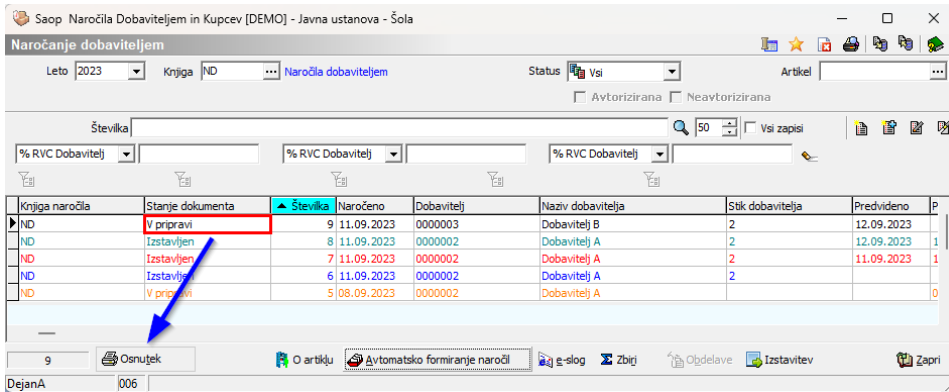 Saop Naročila Dobaviteljem in Kupcev [DEMO] - Javna ustanova - Šola
Naročanje dobaviteljem
Leto 2023 Knjiga ND ... Naročila dobaviteljem Status Vsi Artikel ...
Avtorizirana Neavtorizirana
Številka 50 Vsi zapisi
% RVC Dobavitelj % RVC Dobavitelj % RVC Dobavitelj
Knjiga naročila Stanje dokumenta Številka Naročeno Dobavitelj Naziv dobavitelja Stik dobavitelja Predvideno P
ND V pripravi 9 11.09.2023 0000003 Dobavitelj B 2 12.09.2023
ND Izstavljen 8 11.09.2023 0000002 Dobavitelj A 2 12.09.2023 1
ND Izstavljen 7 11.09.2023 0000002 Dobavitelj A 2 11.09.2023 1
ND Izstavljen 6 11.09.2023 0000002 Dobavitelj A 2
ND V pripravi 5 08.09.2023 0000002 Dobavitelj A 0
9 Osnutek O artiklu Avtomatsko formiranje naročil e-slog Zbirj Obdelave Izstavitev Zapri
DejanA 006